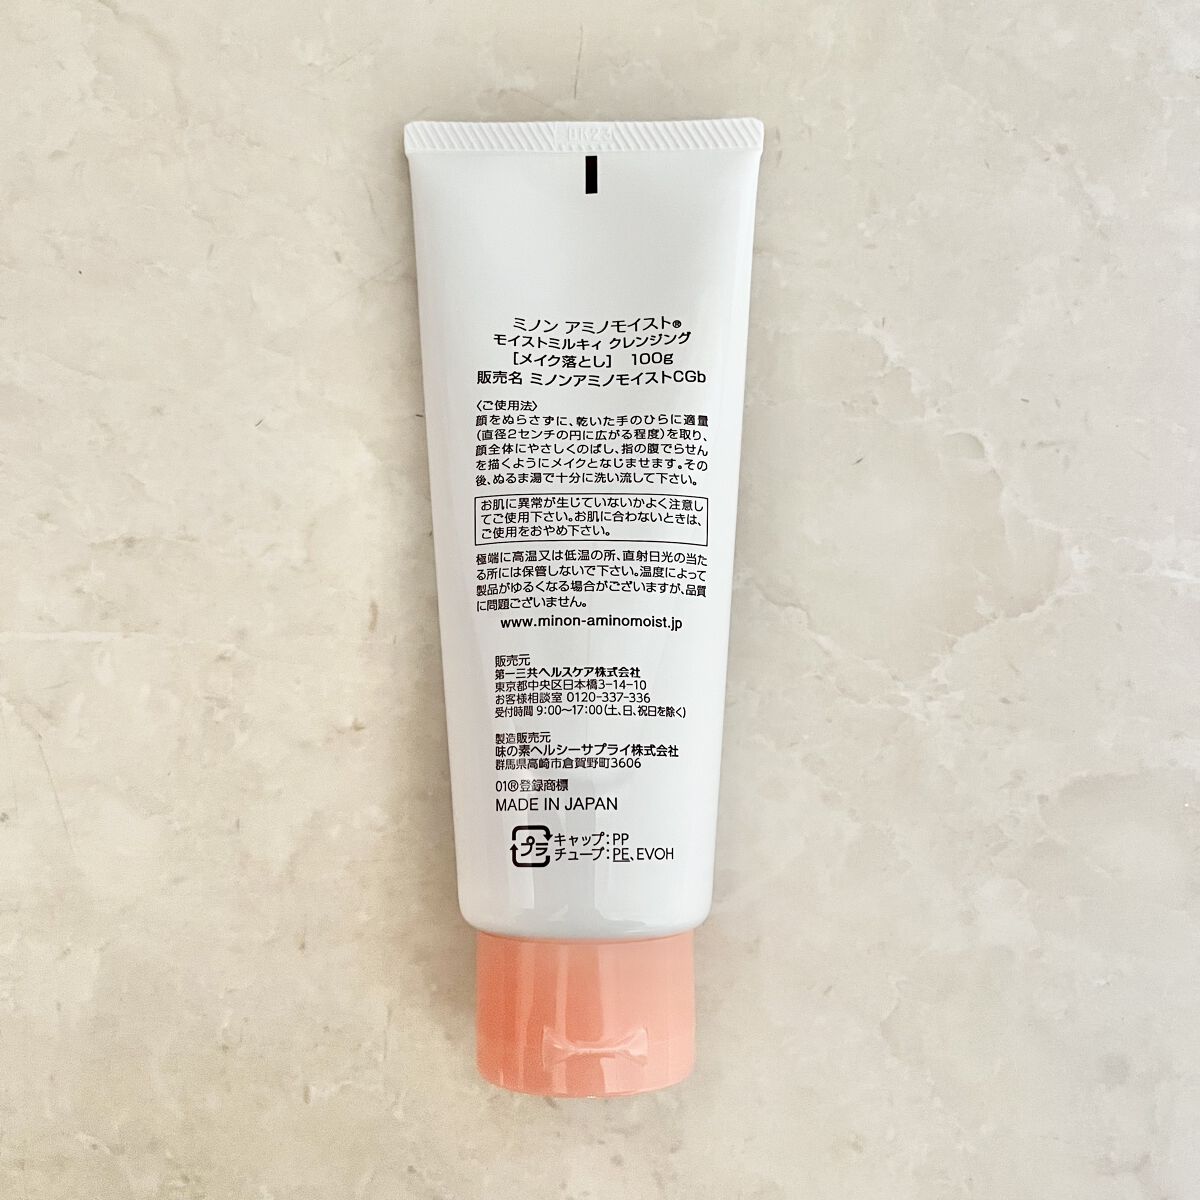 ミノン アミノモイスト®
モイストミルキィ クレンジング
[メイク落とし] 100g
販売名 ミノンアミノモイストCGb
〈ご使用法〉
顔をぬらさずに、乾いた手のひらに適量
(直径2センチの円に広がる程度)を取り、
顔全体にやさしくのばし、指の腹でらせん
を描くようにメイクとなじませます。その
後、ぬるま湯で十分に洗い流して下さい。
お肌に異常が生じていないかよく注意し
てご使用下さい。お肌に合わないときは、
ご使用をおやめ下さい。
極端に高温又は低温の所、直射日光の当た
る所には保管しないで下さい。温度によって
製品がゆるくなる場合がございますが、品質
に問題ございません。
www.minon-aminomoist.jp
販売元
第一三共ヘルスケア株式会社
東京都中央区日本橋3-14-10
お客様相談室 0120-337-336
受付時間 9:00〜17:00(土、日、祝日を除く)
製造販売元
味の素ヘルシーサプライ株式会社
群馬県高崎市倉賀野町3606
01®登録商標
MADE IN JAPAN
プラ
キャップ:PP
チューブ:PE、EVOH